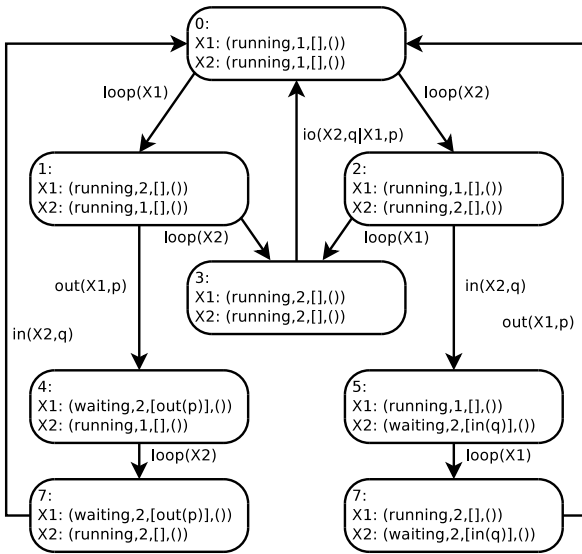 0:
X1: (running,1,[],())
X2: (running,1,[],())
loop(X1)
loop(X2)
io(X2,q|X1,p)
1:
X1: (running,2,[],())
X2: (running,1,[],())
2:
X1: (running,1,[],())
X2: (running,2,[],())
loop(X2)
loop(X1)
3:
X1: (running,2,[],())
X2: (running,2,[],())
out(X1,p)
in(X2,q)
in(X2,q)
out(X1,p)
4:
X1: (waiting,2,[out(p)],())
X2: (running,1,[],())
5:
X1: (running,1,[],())
X2: (waiting,2,[in(q)],())
loop(X2)
loop(X1)
7:
X1: (waiting,2,[out(p)],())
X2: (running,2,[],())
7:
X1: (running,2,[],())
X2: (waiting,2,[in(q)],())